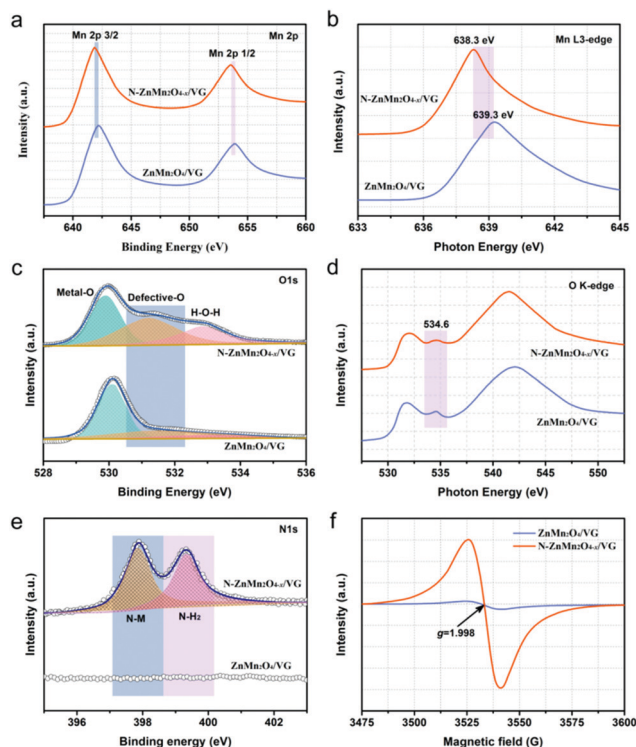 a
Mn 2p 3/2
Mn 2p
Mn 2p 1/2
N-ZnMn₂O₄₋ₓ/VG
ZnMn₂O₄/VG
Intensity (a.u.)
640 645 650 655 660
Binding Energy (eV)
b
638.3 eV
Mn L3-edge
N-ZnMn₂O₄₋ₓ/VG
639.3 eV
ZnMn₂O₄/VG
Intensity (a.u.)
633 636 639 642 645
Photon Energy (eV)
c
O1s
Metal-O
Defective-O
H-O-H
N-ZnMn₂O₄₋ₓ/VG
ZnMn₂O₄/VG
Intensity (a.u.)
528 530 532 534 536
Binding Energy (eV)
d
O K-edge
534.6
N-ZnMn₂O₄₋ₓ/VG
ZnMn₂O₄/VG
Intensity (a.u.)
530 535 540 545 550
Photon Energy (eV)
e
N1s
N-ZnMn₂O₄₋ₓ/VG
N-M
N-H₂
ZnMn₂O₄/VG
Intensity (a.u.)
396 398 400 402
Binding energy (eV)
f
ZnMn₂O₄/VG
N-ZnMn₂O₄₋ₓ/VG
g=1.998
Intensity (a.u.)
3475 3500 3525 3550 3575 3600
Magnetic field (G)